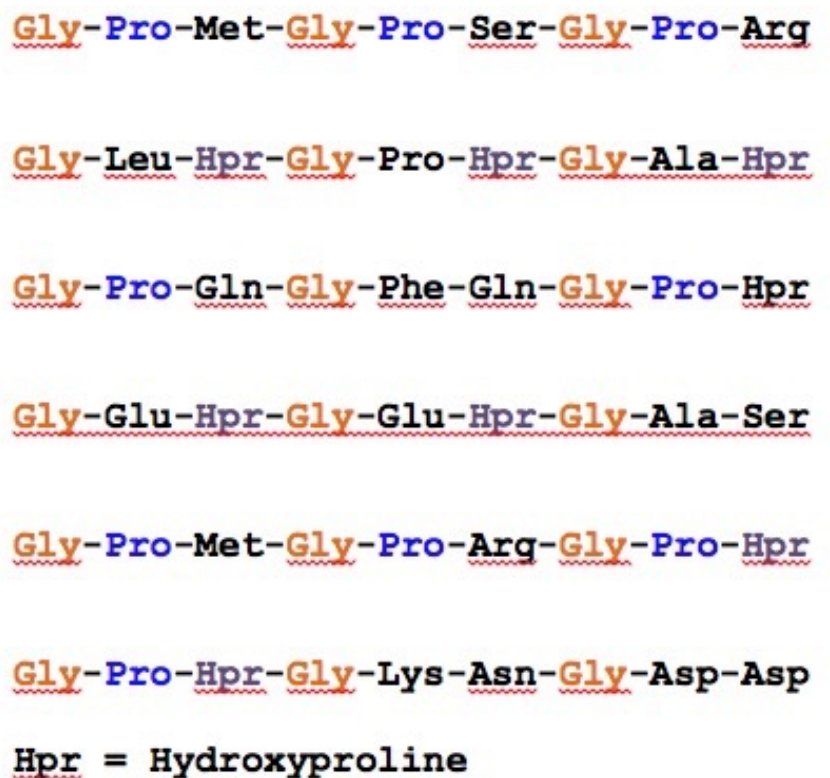 Gly-Pro-Met-Gly-Pro-Ser-Gly-Pro-Arg
Gly-Leu-Hpr-Gly-Pro-Hpr-Gly-Ala-Hpr
Gly-Pro-Gln-Gly-Phe-Gln-Gly-Pro-Hpr
Gly-Glu-Hpr-Gly-Glu-Hpr-Gly-Ala-Ser
Gly-Pro-Met-Gly-Pro-Arg-Gly-Pro-Hpr
Gly-Pro-Hpr-Gly-Lys-Asn-Gly-Asp-Asp
Hpr = Hydroxyproline